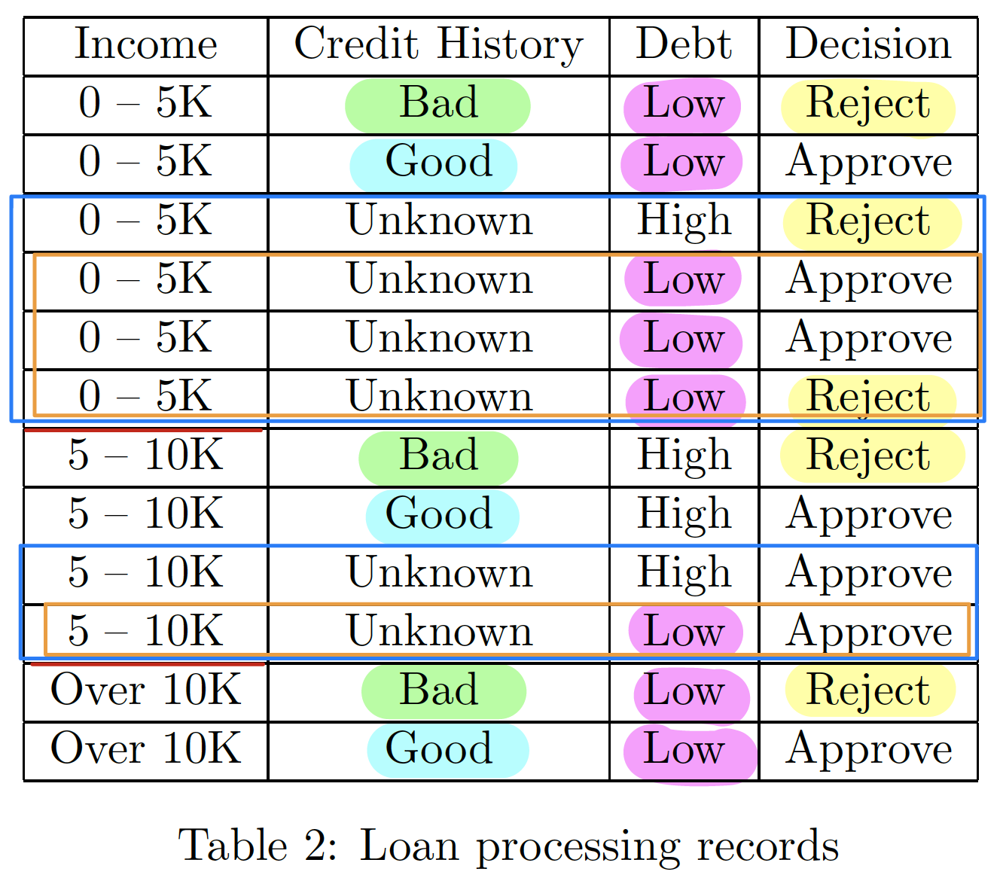 Income Credit History Debt Decision
0 – 5K Bad Low Reject
0 – 5K Good Low Approve
0 – 5K Unknown High Reject
0 – 5K Unknown Low Approve
0 – 5K Unknown Low Approve
0 – 5K Unknown Low Reject
5 – 10K Bad High Reject
5 – 10K Good High Approve
5 – 10K Unknown High Approve
5 – 10K Unknown Low Approve
Over 10K Bad Low Reject
Over 10K Good Low Approve
Table 2: Loan processing records